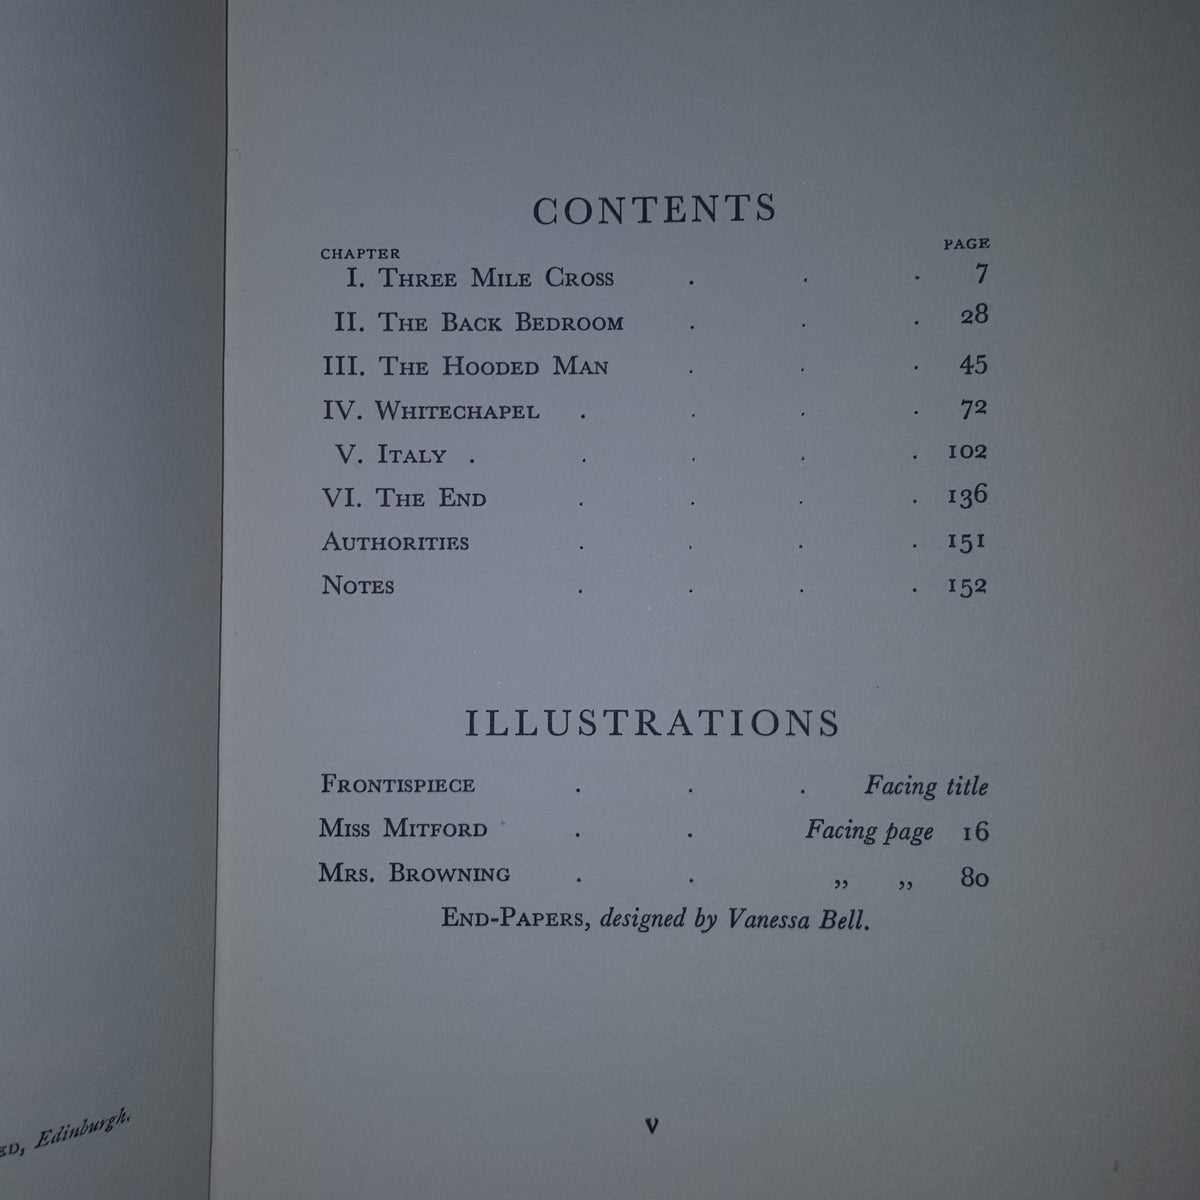 CONTENTS
CHAPTER PAGE
I. THREE MILE CROSS . . . 7
II. THE BACK BEDROOM . . . 28
III. THE HOODED MAN . . . 45
IV. WHITECHAPEL . . . . 72
V. ITALY . . . . . 102
VI. THE END . . . . 136
AUTHORITIES . . . . 151
NOTES . . . . 152
ILLUSTRATIONS
FRONTISPIECE . . . Facing title
MISS MITFORD . . Facing page 16
MRS. BROWNING . . ,, ,, 80
END-PAPERS, designed by Vanessa Bell.
v
ED, Edinburgh.